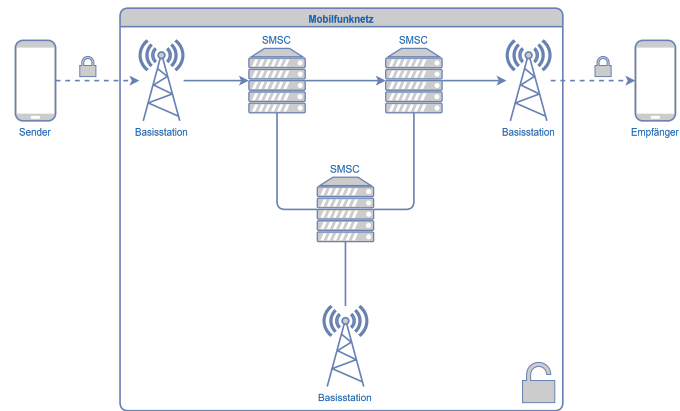 Mobilfunknetz
SMSC
SMSC
Sender
Basisstation
Basisstation
Empfänger
SMSC
Basisstation